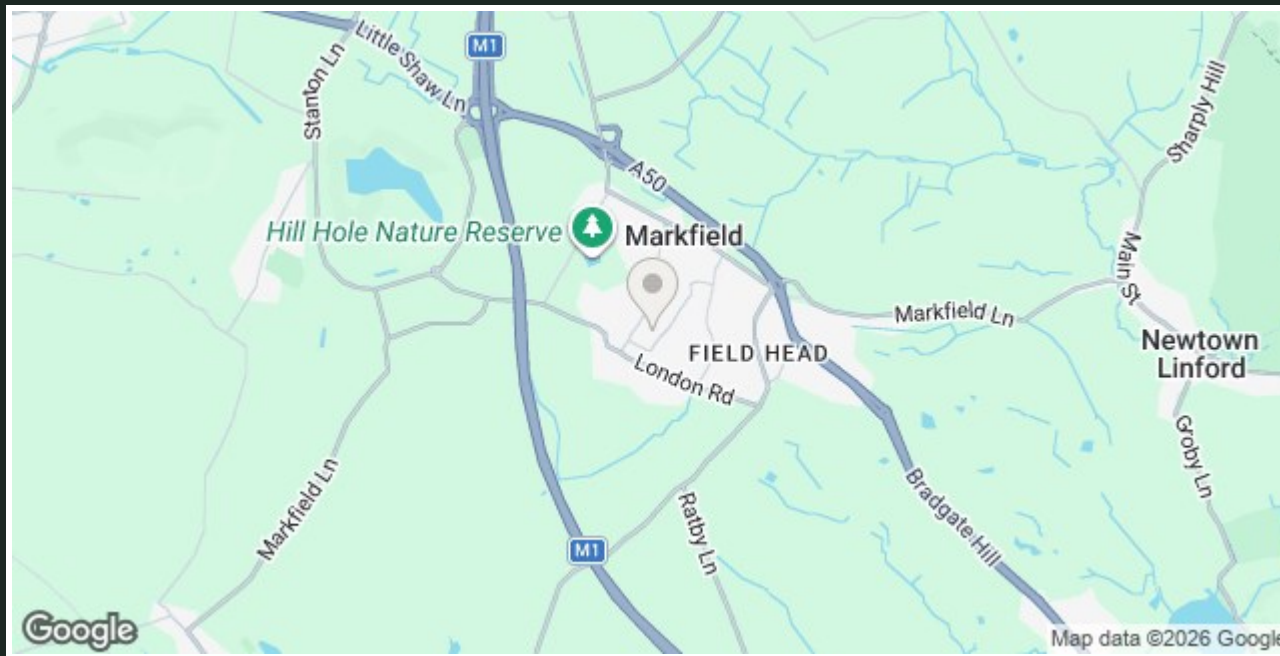 M1
Little Shaw Ln
Stanton Ln
Sharply Hill
A50
Hill Hole Nature Reserve
Markfield
Main St
Markfield Ln
Newtown
Linford
FIELD HEAD
London Rd
Groby Ln
Markfield Ln
Ratby Ln
Bradgate Hill
M1
Google
Map data ©2026 Google